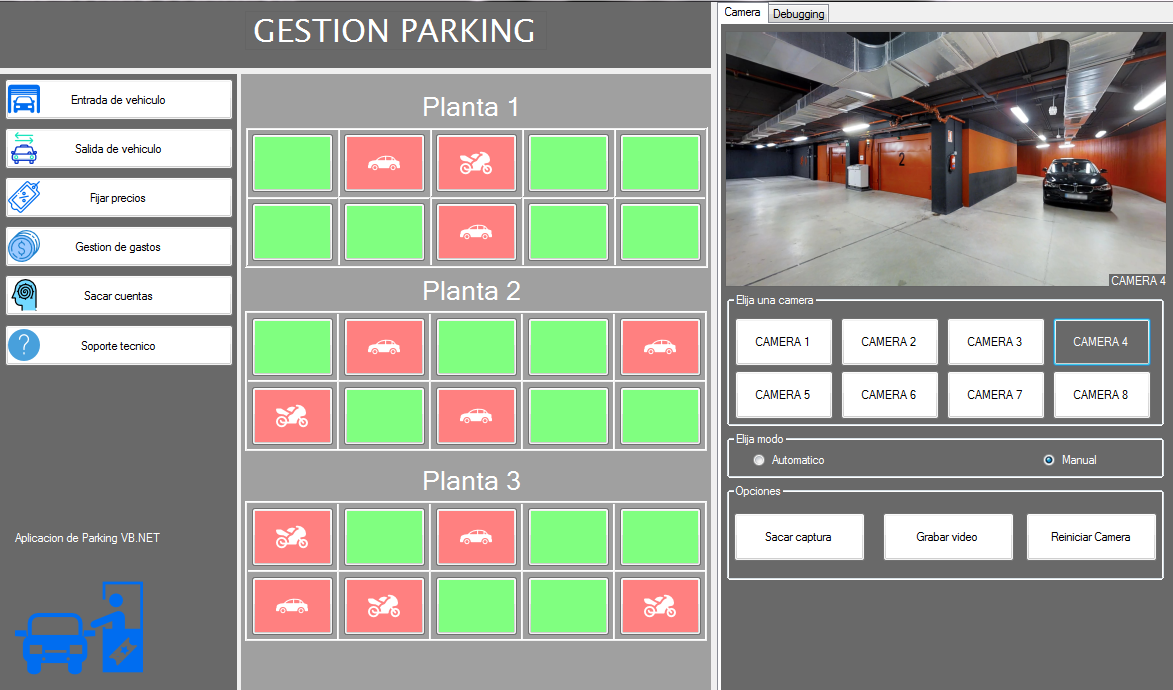 GESTION PARKING
Entrada de vehiculo
Salida de vehiculo
Fijar precios
Gestion de gastos
Sacar cuentas
Soporte tecnico
Aplicacion de Parking VB.NET
Planta 1
Planta 2
Planta 3
Camera
Debugging
2
CAMERA 4
Elija una camera
CAMERA 1
CAMERA 2
CAMERA 3
CAMERA 4
CAMERA 5
CAMERA 6
CAMERA 7
CAMERA 8
Elija modo
Automatico
Manual
Opciones
Sacar captura
Grabar video
Reiniciar Camera